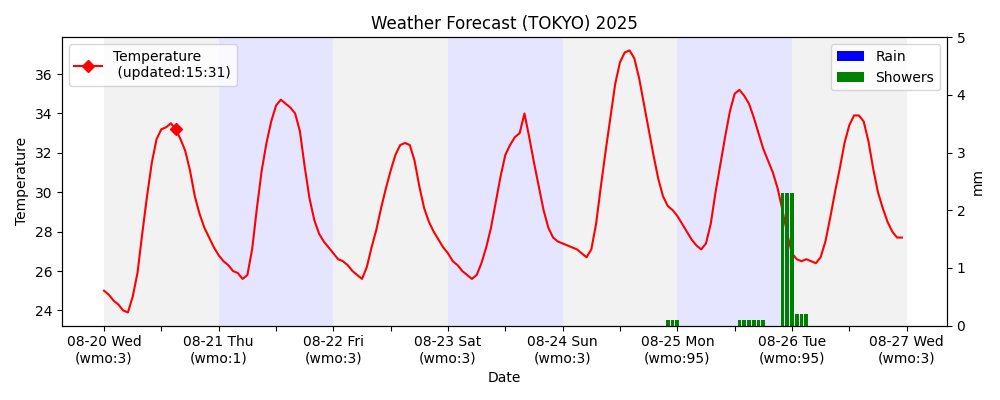 Weather Forecast (TOKYO) 2025
Temperature
(updated:15:31)
Rain
Showers
Temperature
36
34
32
30
28
26
24
5
4
3
2
1
0
mm
08-20 Wed
(wmo:3)
08-21 Thu
(wmo:1)
08-22 Fri
(wmo:3)
08-23 Sat
(wmo:3)
08-24 Sun
(wmo:3)
08-25 Mon
(wmo:95)
08-26 Tue
(wmo:95)
08-27 Wed
(wmo:3)
Date